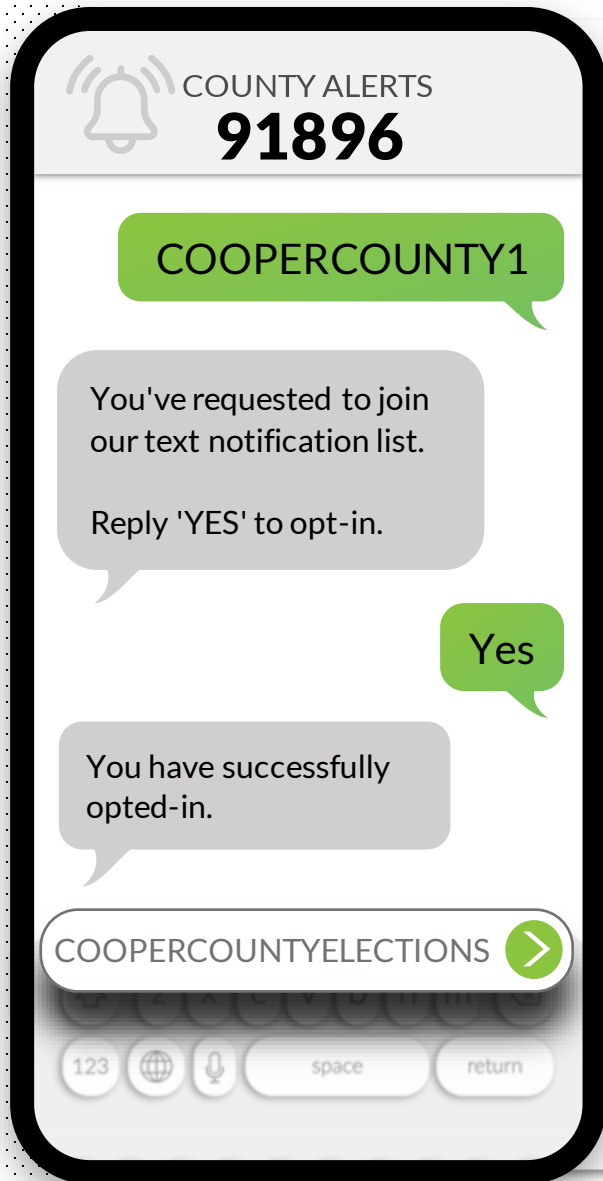 COUNTY ALERTS
91896
COOPERCOUNTY1
You've requested to join
our text notification list.
Reply 'YES' to opt-in.
Yes
You have successfully
opted-in.
COOPERCOUNTYELECTIONS
z x c v b n m
123 space return